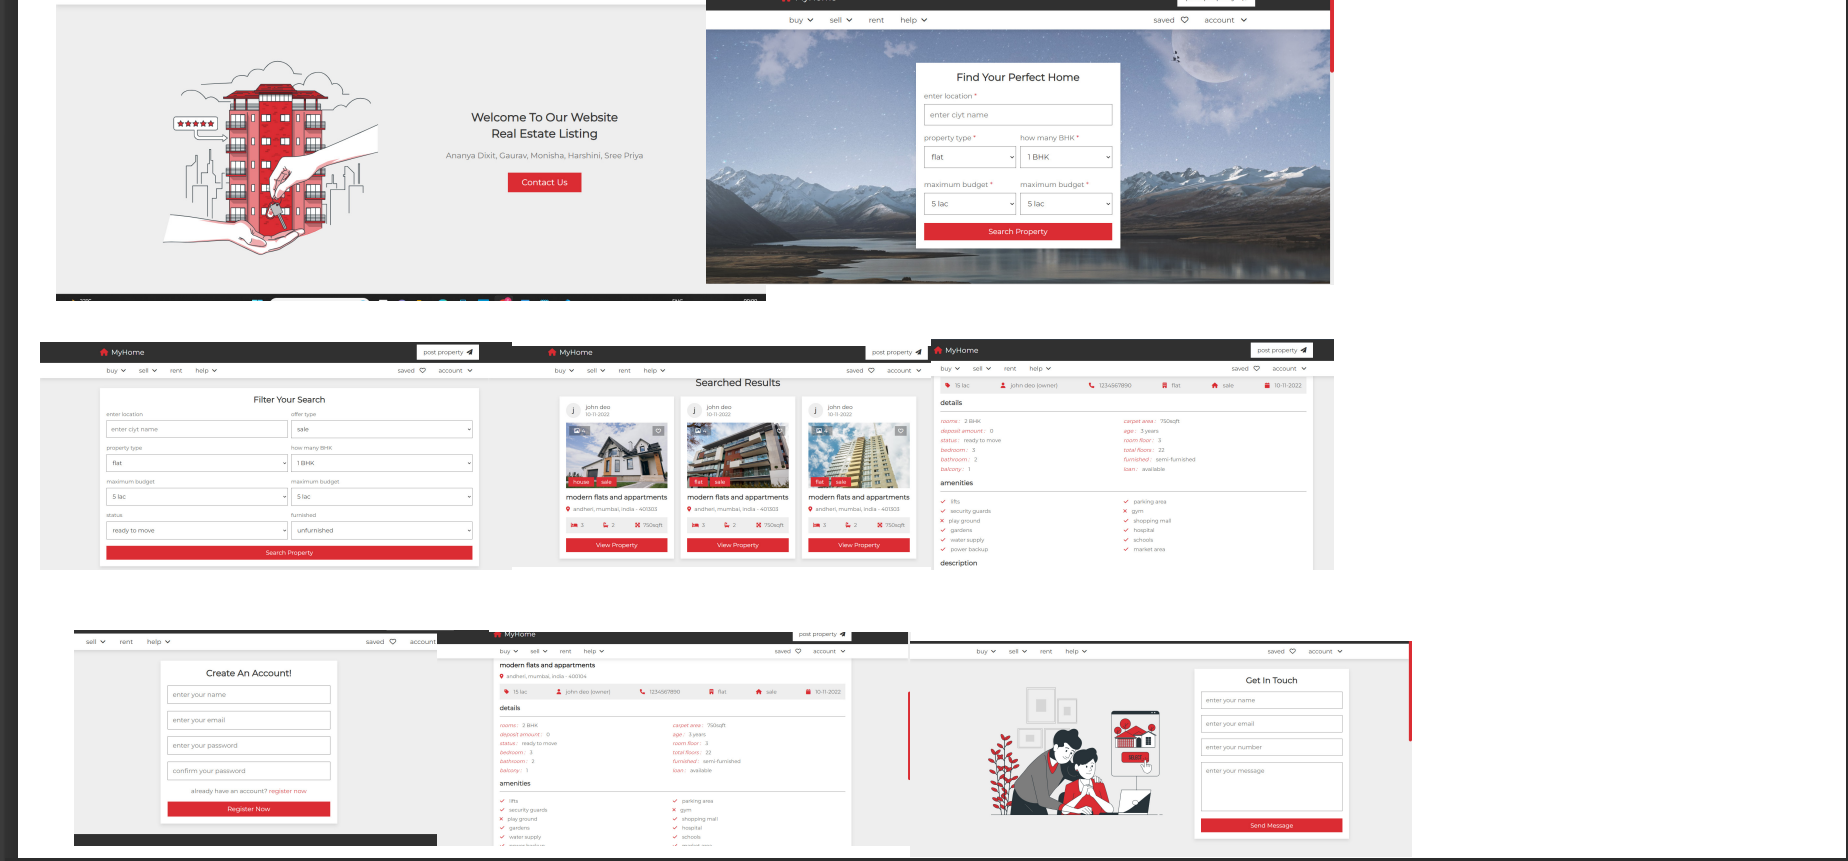 Welcome To Our Website
Real Estate Listing
Ananya Dixit, Gaurav, Monisha, Harshini, Sree Priya
Contact Us
MyHome
buy sell rent help saved account
Find Your Perfect Home
enter location *
enter ciyt name
property type * how many BHK *
flat 1 BHK
maximum budget * maximum budget *
5 lac 5 lac
Search Property
MyHome post property
buy sell rent help saved account
Filter Your Search
enter location offer type
enter ciyt name sale
property type how many BHK
flat 1 BHK
maximum budget maximum budget
5 lac 5 lac
status furnished
ready to move unfurnished
Search Property
MyHome post property
buy sell rent help saved account
Searched Results
j john deo j john deo j john deo
10-11-2022 10-11-2022 10-11-2022
4 4 4
house sale flat sale flat sale
modern flats and appartments modern flats and appartments modern flats and appartments
andheri, mumbai, india - 401303 andheri, mumbai, india - 401303 andheri, mumbai, india - 401303
3 2 750sqft 3 2 750sqft 3 2 750sqft
View Property View Property View Property
MyHome post property
buy sell rent help saved account
15 lac john deo (owner) 1234567890 flat sale 10-11-2022
details
rooms : 2 BHK carpet area : 750sqft
deposit amount : 0 age : 3 years
status : ready to move room floor : 3
bedroom : 3 total floors : 22
bathroom : 2 furnished : semi-furnished
balcony : 1 loan : available
amenities
lifts parking area
security guards gym
play ground shopping mall
gardens hospital
water supply schools
power backup market area
description
sell rent help saved account
Create An Account!
enter your name
enter your email
enter your password
confirm your password
already have an account? register now
Register Now
MyHome post property
buy sell rent help saved account
modern flats and appartments
andheri, mumbai, india - 400104
15 lac john deo (owner) 1234567890 flat sale 10-11-2022
details
rooms : 2 BHK carpet area : 750sqft
deposit amount : 0 age : 3 years
status : ready to move room floor : 3
bedroom : 3 total floors : 22
bathroom : 2 furnished : semi-furnished
balcony : 1 loan : available
amenities
lifts parking area
security guards gym
play ground shopping mall
gardens hospital
water supply schools
buy sell rent help saved account
Get In Touch
enter your name
enter your email
enter your number
enter your message
Send Message